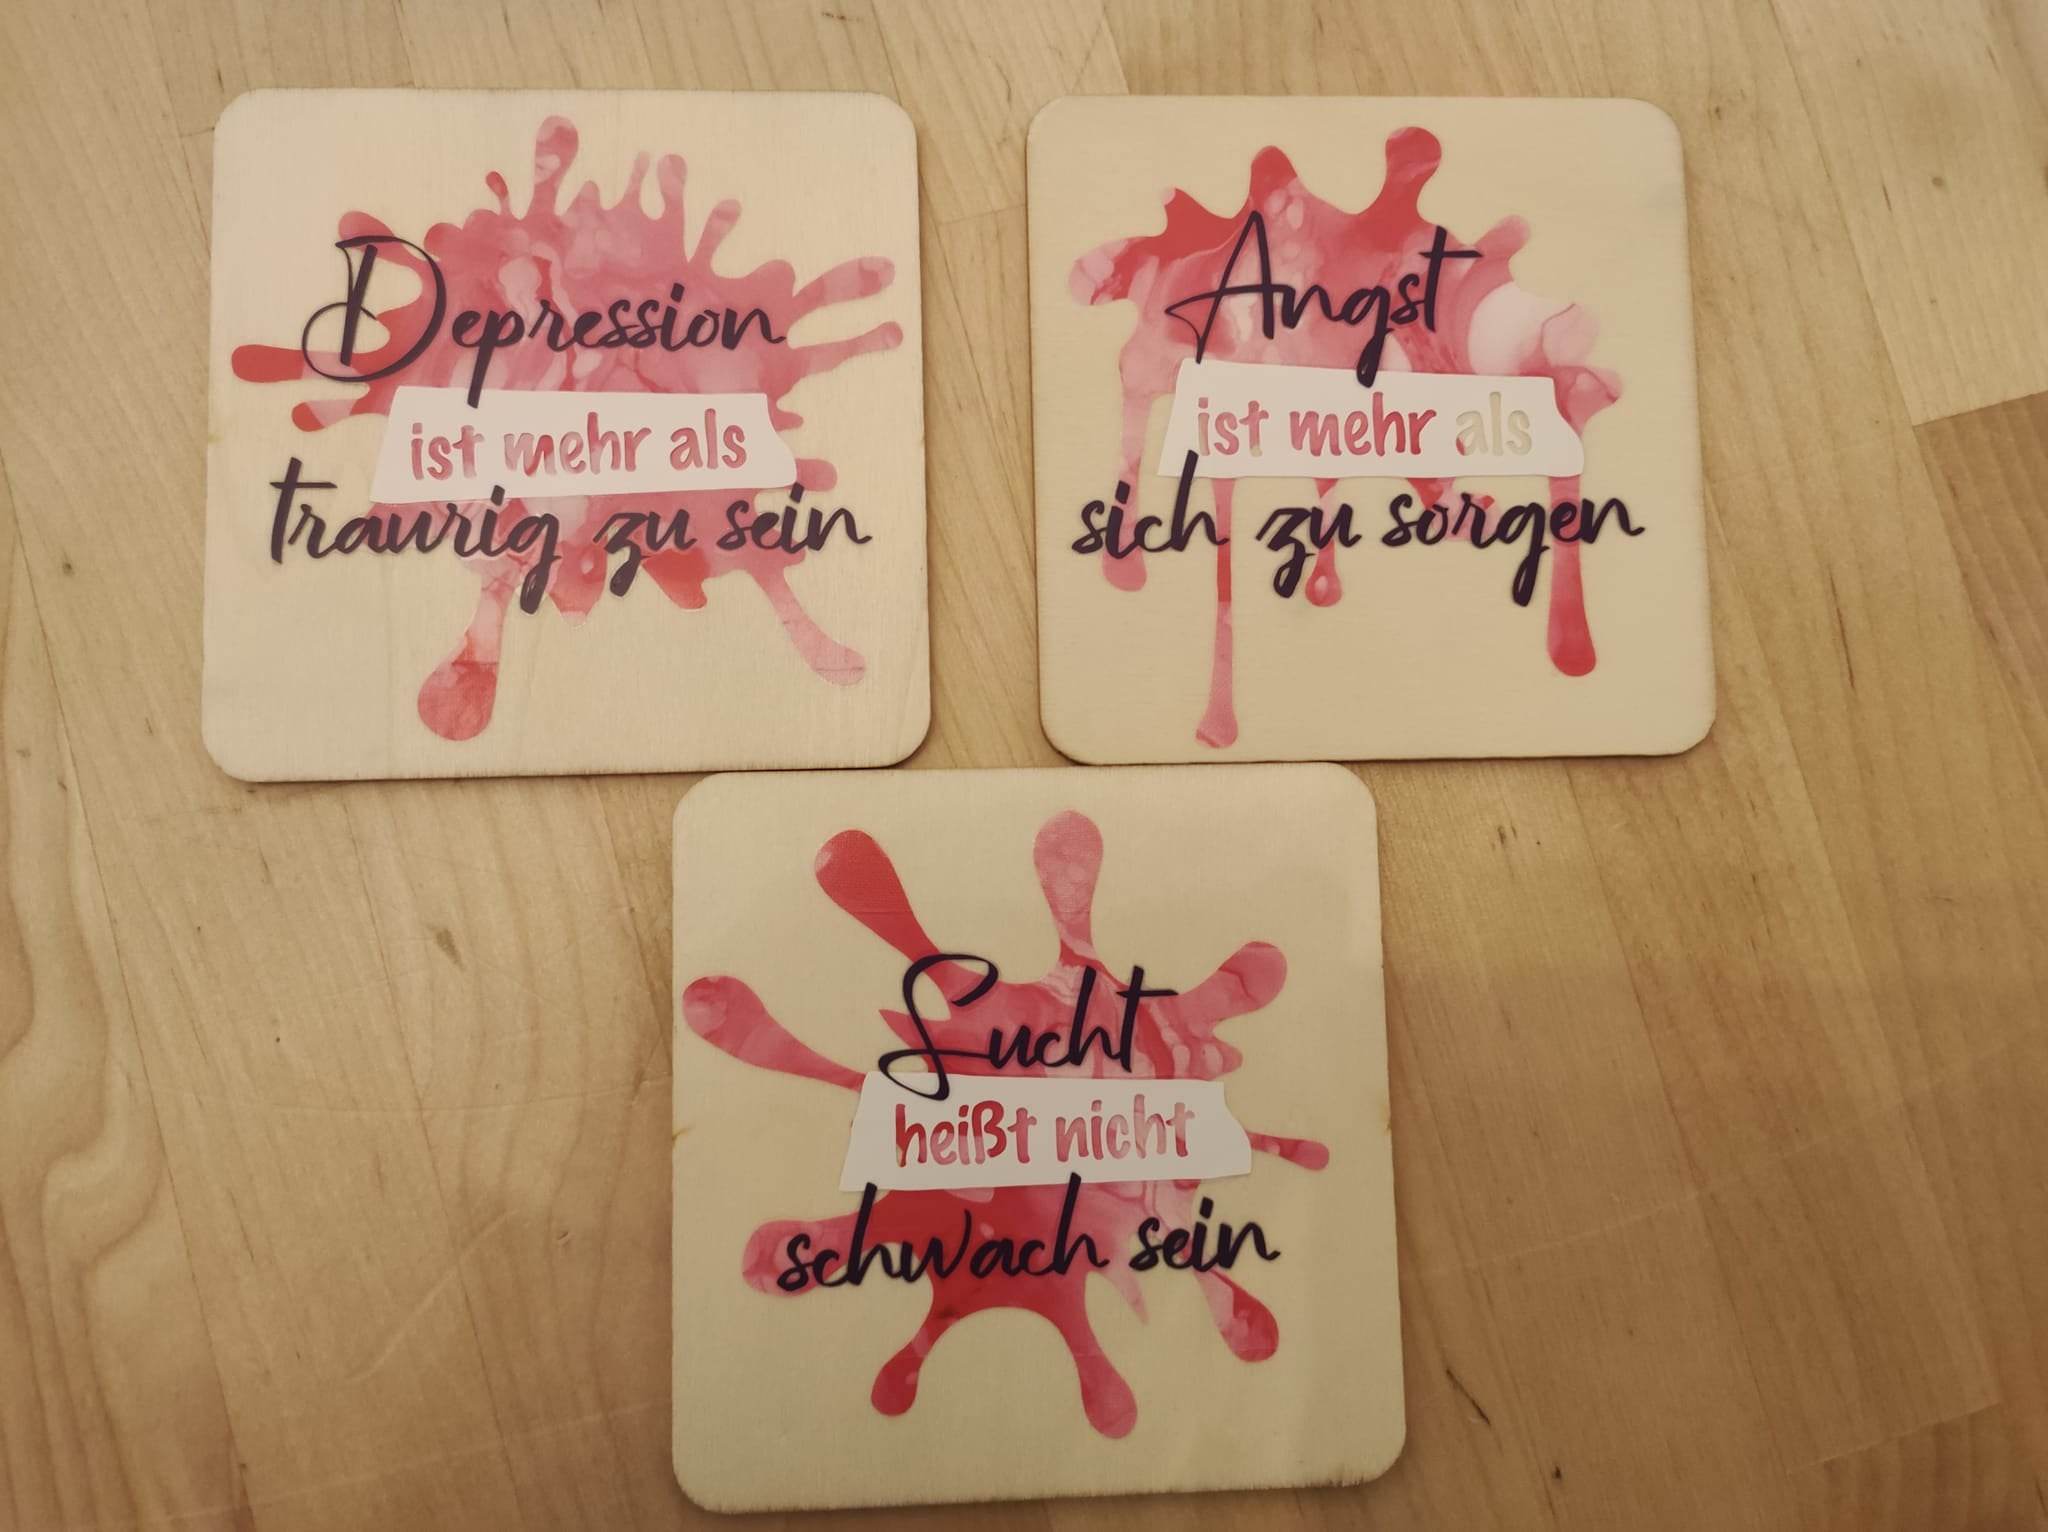 Depression
ist mehr als
traurig zu sein
Angst
ist mehr als
sich zu sorgen
Sucht
heißt nicht
schwach sein